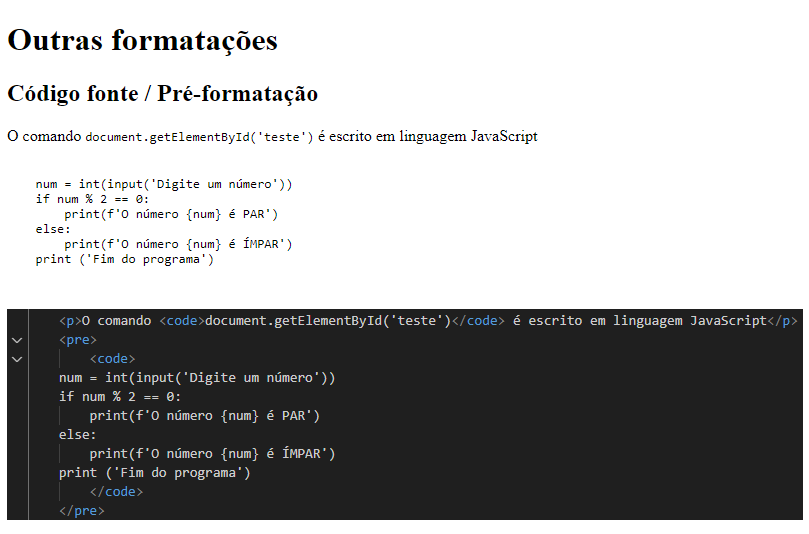 Outras formatações
Código fonte / Pré-formatação
O comando document.getElementById('teste') é escrito em linguagem JavaScript
num = int(input('Digite um número'))
if num % 2 == 0:
    print(f'O número {num} é PAR')
else:
    print(f'O número {num} é ÍMPAR')
print ('Fim do programa')
<p>O comando <code>document.getElementById('teste')</code> é escrito em linguagem JavaScript</p>
<pre>
    <code>
num = int(input('Digite um número'))
if num % 2 == 0:
    print(f'O número {num} é PAR')
else:
    print(f'O número {num} é ÍMPAR')
print ('Fim do programa')
    </code>
</pre>